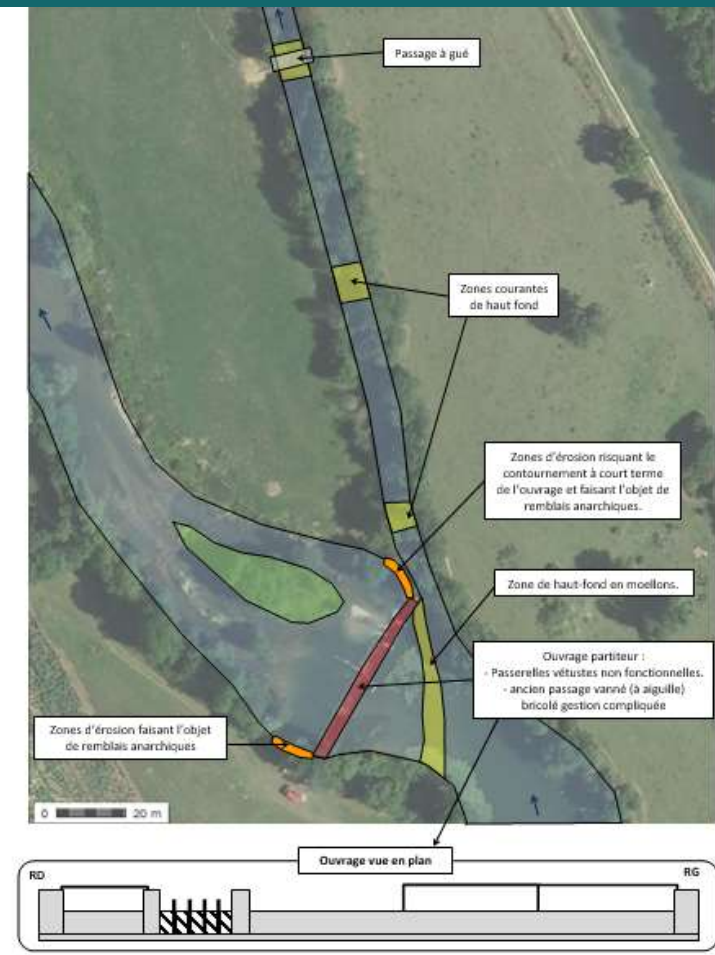 Passage à gué
Zones courantes
de haut fond
Zones d'érosion risquant le
contournement à court terme
de l'ouvrage et faisant l'objet de
remblais anarchiques.
Zone de haut-fond en moellons.
Ouvrage partiteur :
- Passerelles vétustes non fonctionnelles.
- ancien passage vanné (à aiguille)
bricolé gestion compliquée
Zones d'érosion faisant l'objet
de remblais anarchiques
0 20 m
Ouvrage vue en plan
RD
RG